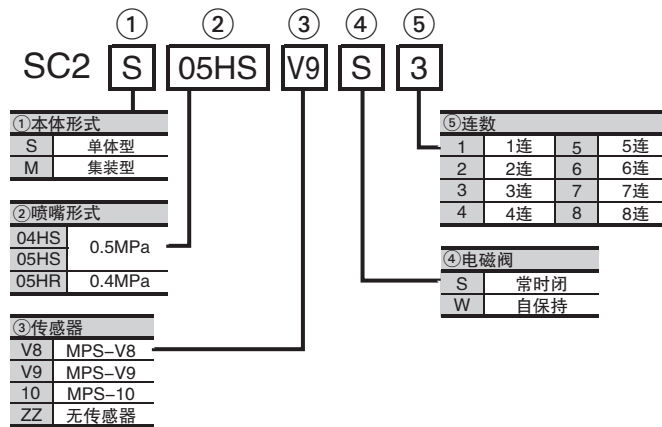 ① ② ③ ④ ⑤
SC2 S 05HS V9 S 3
①本体形式
S 单体型
M 集装型
②喷嘴形式
04HS 0.5MPa
05HS
05HR 0.4MPa
③传感器
V8 MPS-V8
V9 MPS-V9
10 MPS-10
ZZ 无传感器
⑤连数
1 1连 5 5连
2 2连 6 6连
3 3连 7 7连
4 4连 8 8连
④电磁阀
S 常时闭
W 自保持